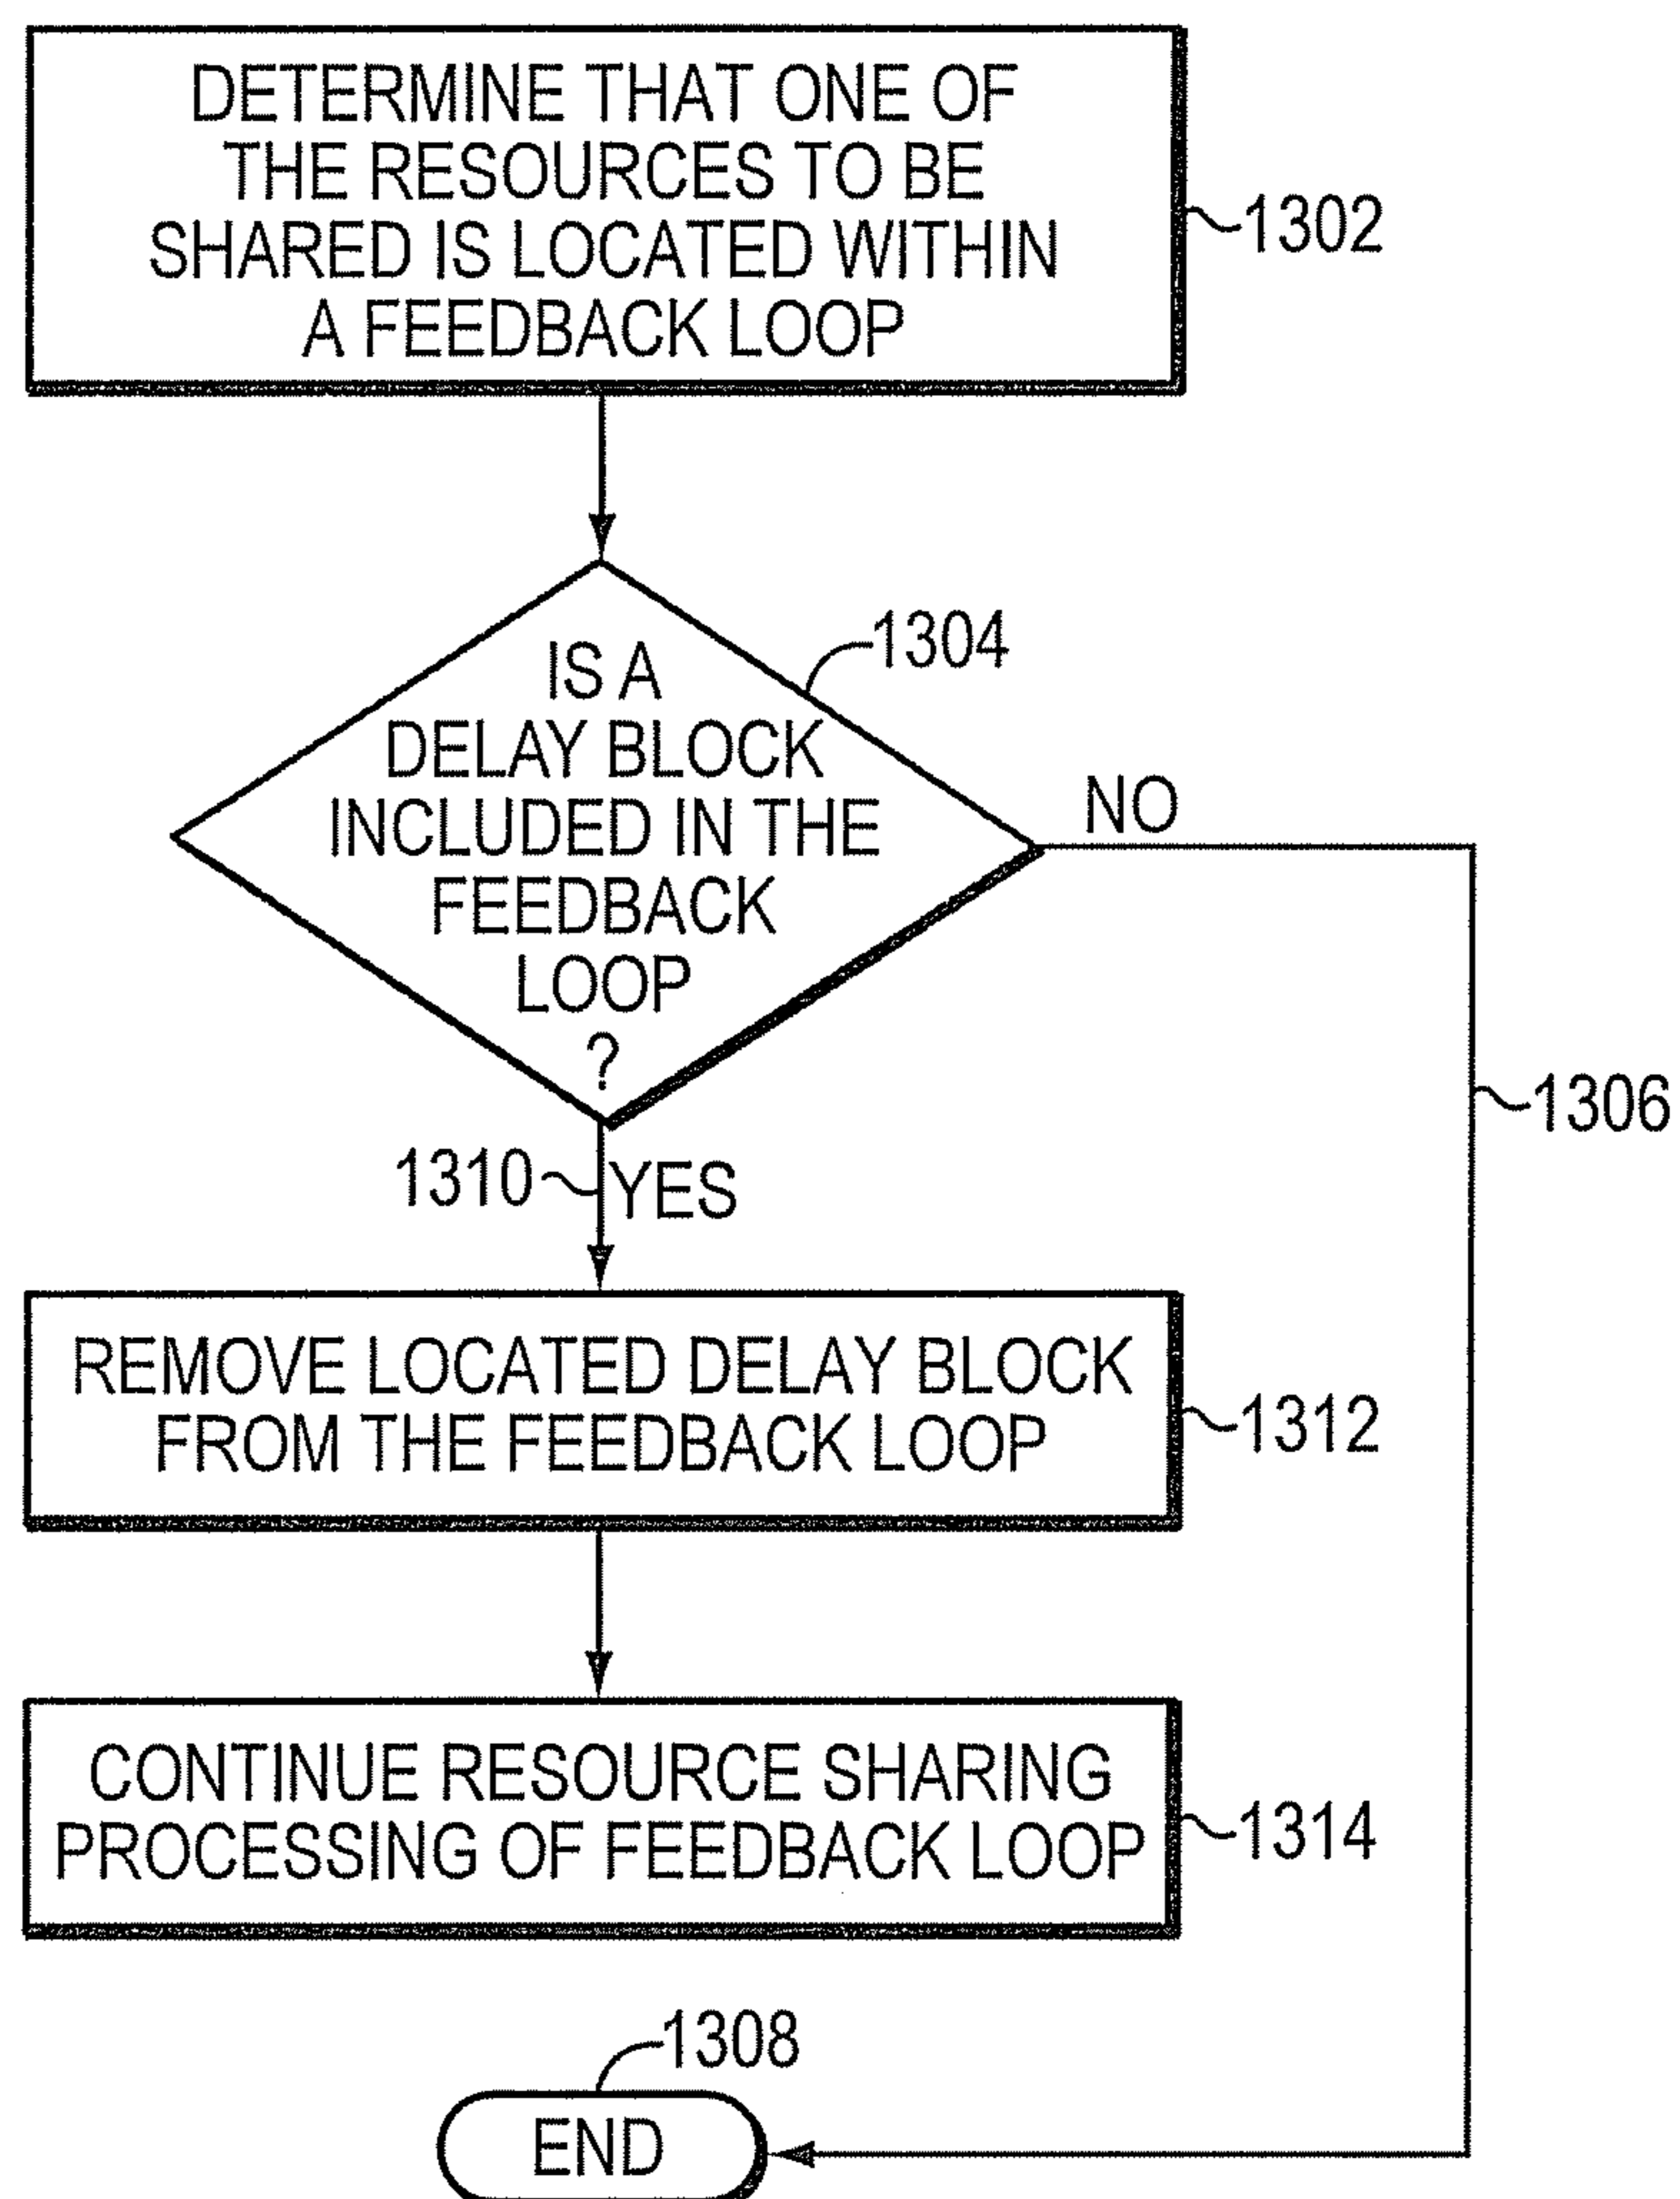 DETERMINE THAT ONE OF
THE RESOURCES TO BE
SHARED IS LOCATED WITHIN
A FEEDBACK LOOP
1302
IS A
DELAY BLOCK
INCLUDED IN THE
FEEDBACK
LOOP
?
1304
NO
1306
1310
YES
REMOVE LOCATED DELAY BLOCK
FROM THE FEEDBACK LOOP
1312
CONTINUE RESOURCE SHARING
PROCESSING OF FEEDBACK LOOP
1314
1308
END